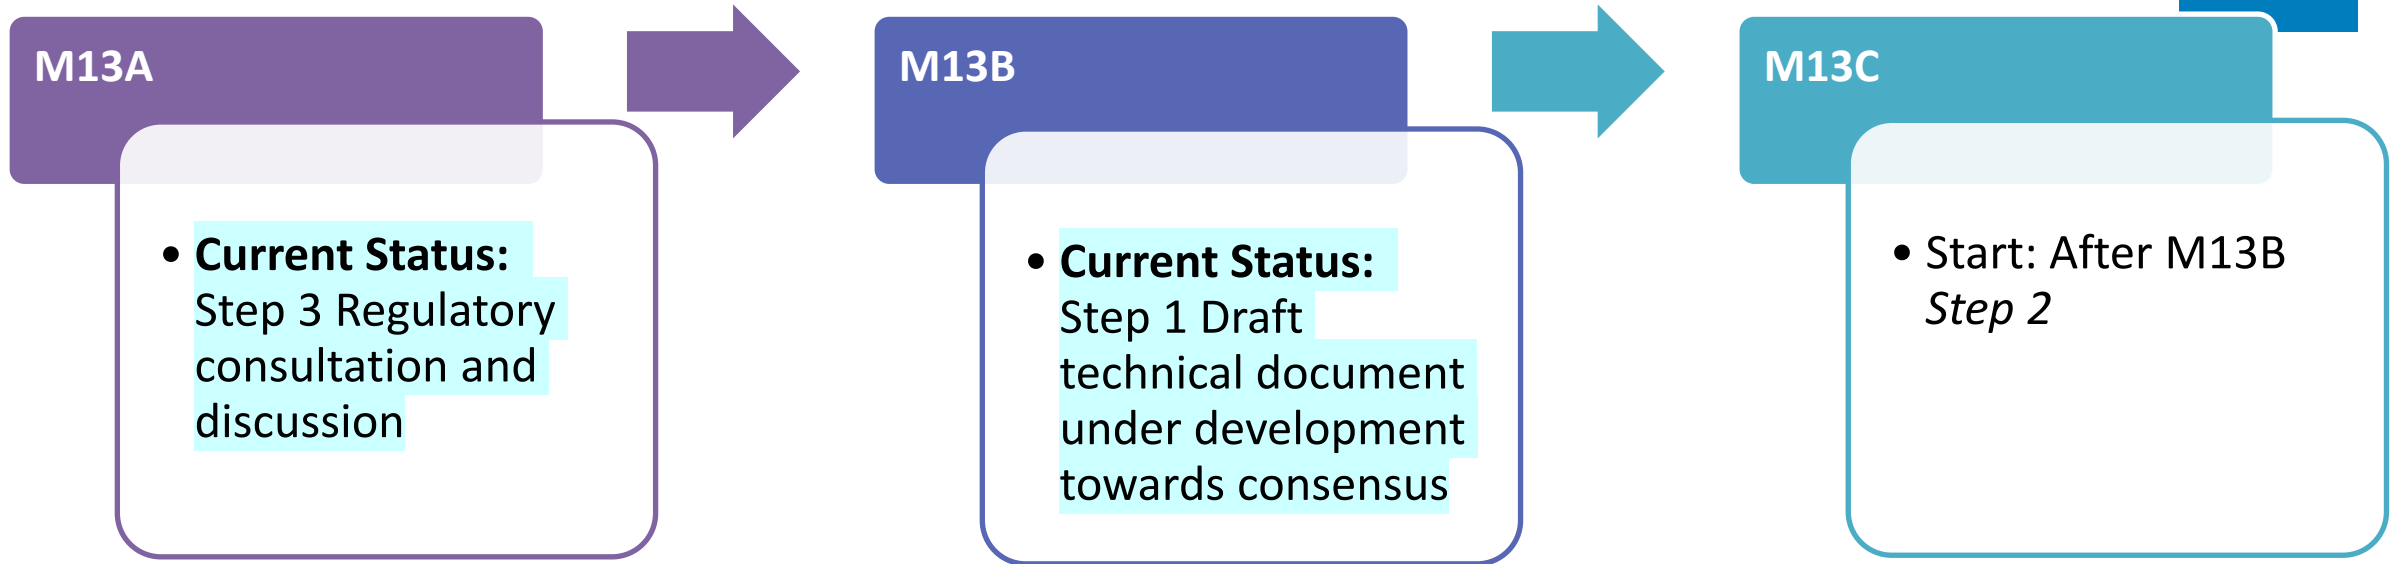 M13A
• Current Status:
Step 3 Regulatory
consultation and
discussion
M13B
• Current Status:
Step 1 Draft
technical document
under development
towards consensus
M13C
• Start: After M13B
Step 2